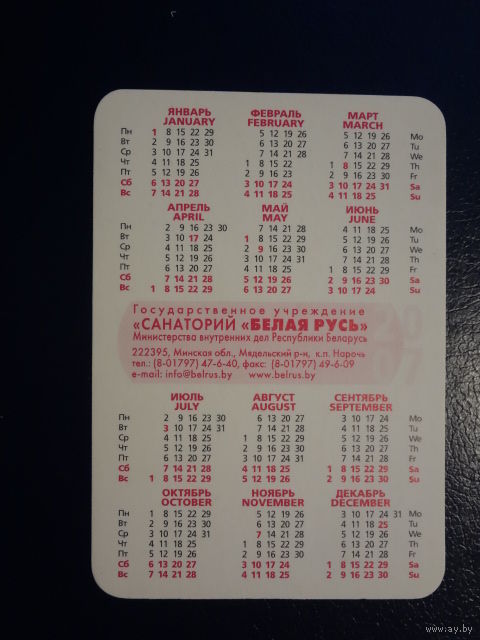 ЯНВАРЬ ФЕВРАЛЬ МАРТ
JANUARY FEBRUARY MARCH
Пн 1 8 15 22 29 5 12 19 26 5 12 19 26 Mo
Вт 2 9 16 23 30 6 13 20 27 6 13 20 27 Tu
Ср 3 10 17 24 31 7 14 21 28 7 14 21 28 We
Чт 4 11 18 25 1 8 15 22 1 8 15 22 29 Th
Пт 5 12 19 26 2 9 16 23 2 9 16 23 30 Fr
Сб 6 13 20 27 3 10 17 24 3 10 17 24 31 Sa
Вс 7 14 21 28 4 11 18 25 4 11 18 25 Su
АПРЕЛЬ МАЙ ИЮНЬ
APRIL MAY JUNE
Пн 2 9 16 23 30 7 14 21 28 4 11 18 25 Mo
Вт 3 10 17 24 1 8 15 22 29 5 12 19 26 Tu
Ср 4 11 18 25 2 9 16 23 30 6 13 20 27 We
Чт 5 12 19 26 3 10 17 24 31 7 14 21 28 Th
Пт 6 13 20 27 4 11 18 25 1 8 15 22 29 Fr
Сб 7 14 21 28 5 12 19 26 2 9 16 23 30 Sa
Вс 1 8 15 22 29 6 13 20 27 3 10 17 24 Su
Государственное учреждение
«САНАТОРИЙ «БЕЛАЯ РУСЬ»
Министерства внутренних дел Республики Беларусь
222395, Минская обл., Мядельский р-н, к.п. Нарочь
тел.: (8-01797) 47-6-40, факс: (8-01797) 49-6-09
e-mail: info@belrus.by www.belrus.by
ИЮЛЬ АВГУСТ СЕНТЯБРЬ
JULY AUGUST SEPTEMBER
Пн 2 9 16 23 30 6 13 20 27 3 10 17 24 Mo
Вт 3 10 17 24 31 7 14 21 28 4 11 18 25 Tu
Ср 4 11 18 25 1 8 15 22 29 5 12 19 26 We
Чт 5 12 19 26 2 9 16 23 30 6 13 20 27 Th
Пт 6 13 20 27 3 10 17 24 31 7 14 21 28 Fr
Сб 7 14 21 28 4 11 18 25 1 8 15 22 29 Sa
Вс 1 8 15 22 29 5 12 19 26 2 9 16 23 30 Su
ОКТЯБРЬ НОЯБРЬ ДЕКАБРЬ
OCTOBER NOVEMBER DECEMBER
Пн 1 8 15 22 29 5 12 19 26 3 10 17 24 31 Mo
Вт 2 9 16 23 30 6 13 20 27 4 11 18 25 Tu
Ср 3 10 17 24 31 7 14 21 28 5 12 19 26 We
Чт 4 11 18 25 1 8 15 22 29 6 13 20 27 Th
Пт 5 12 19 26 2 9 16 23 30 7 14 21 28 Fr
Сб 6 13 20 27 3 10 17 24 1 8 15 22 29 Sa
Вс 7 14 21 28 4 11 18 25 2 9 16 23 30 Su
www.ay.by